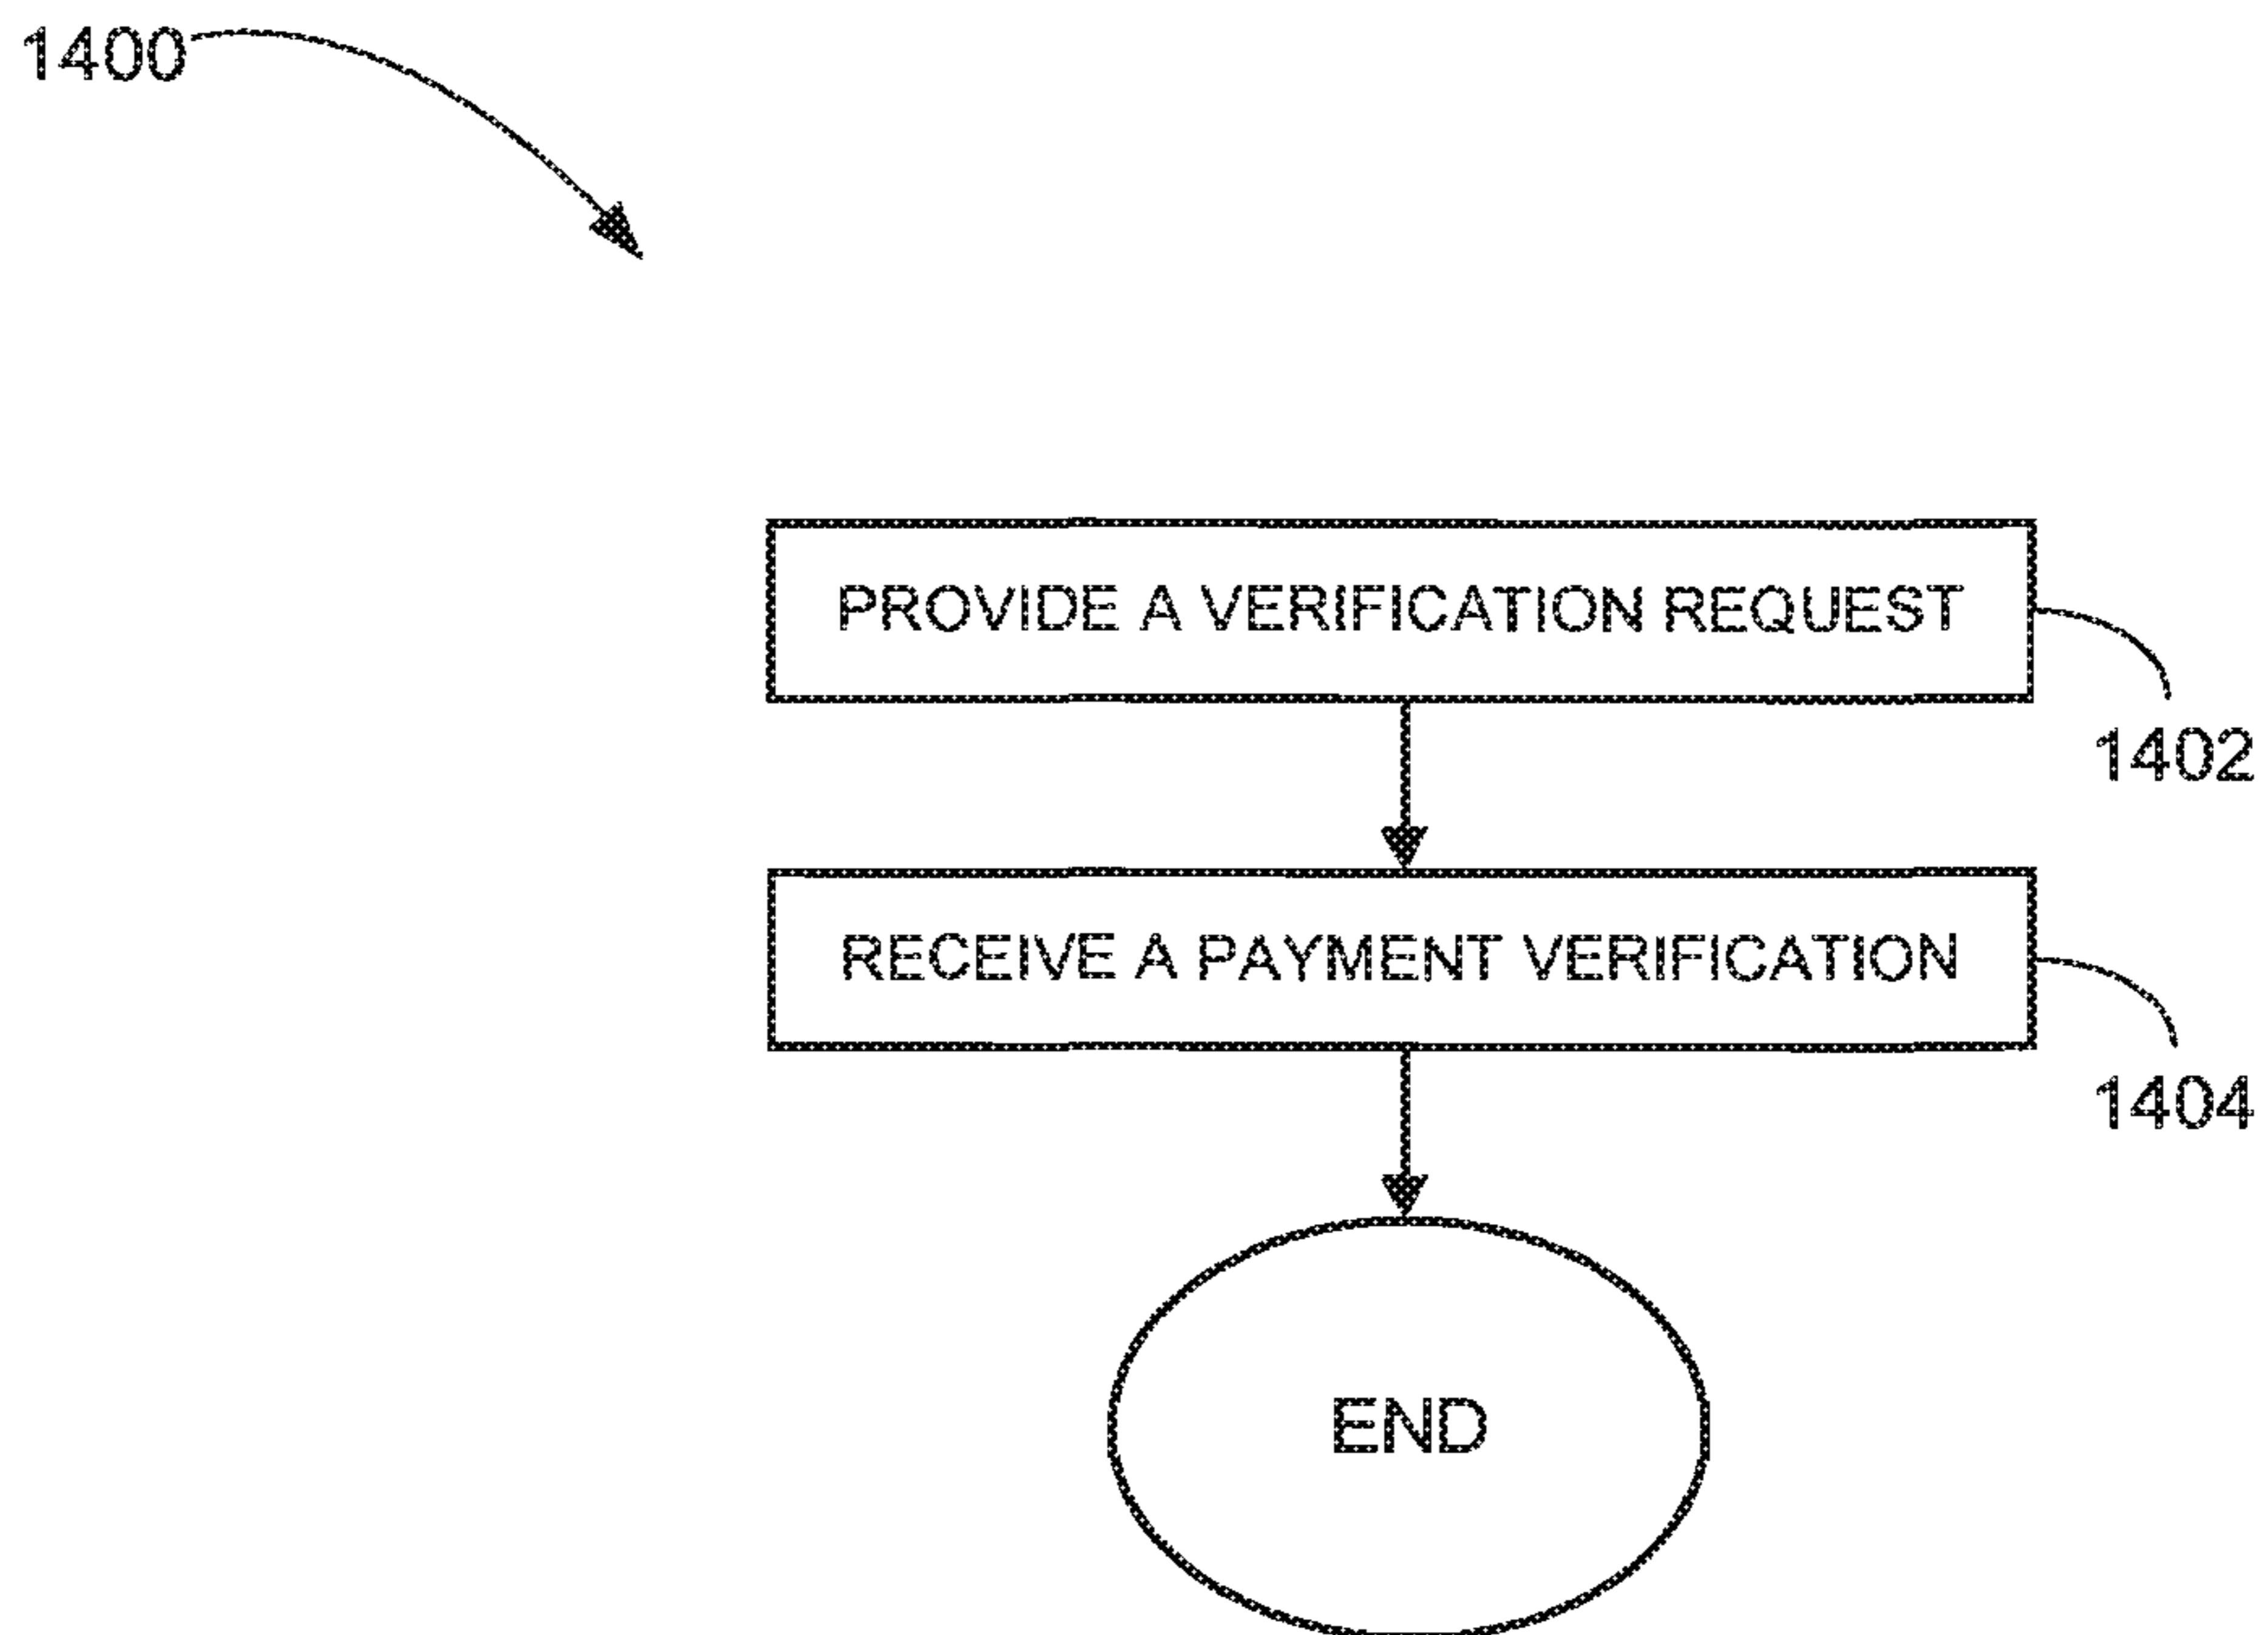 1400
PROVIDE A VERIFICATION REQUEST
1402
RECEIVE A PAYMENT VERIFICATION
1404
END